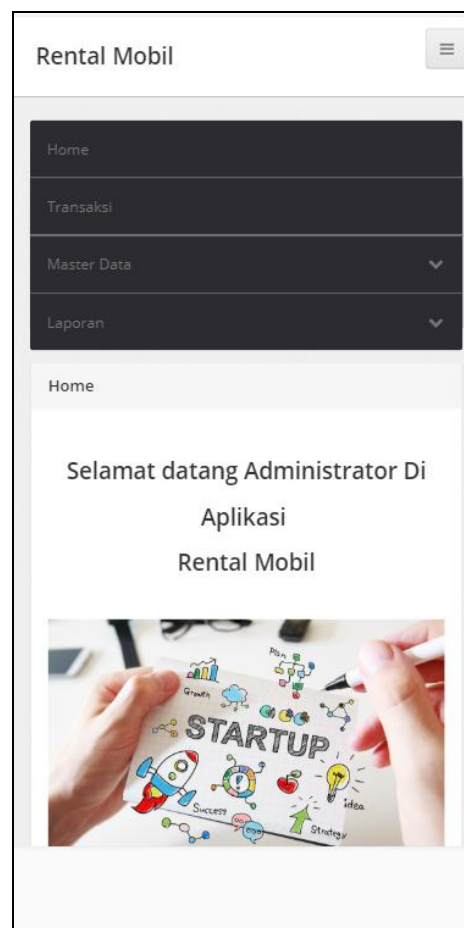 Rental Mobil
Home
Transaksi
Master Data
Laporan
Home
Selamat datang Administrator Di
Aplikasi
Rental Mobil
Plan
Growth
STARTUP
idea
Success
Strategy